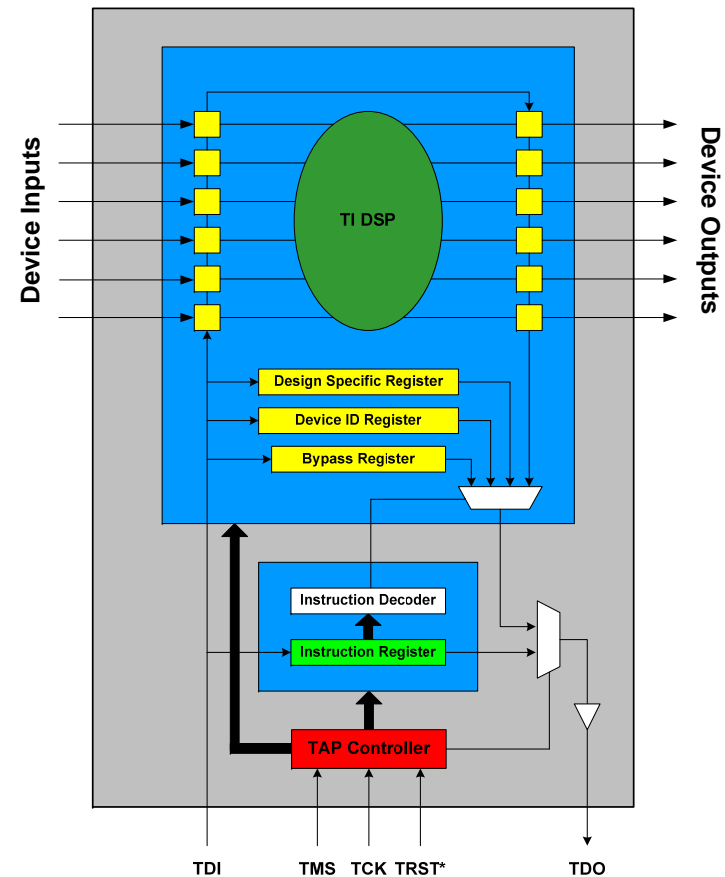 Device Inputs
Device Outputs
TI DSP
Design Specific Register
Device ID Register
Bypass Register
Instruction Decoder
Instruction Register
TAP Controller
TDI
TMS
TCK
TRST*
TDO